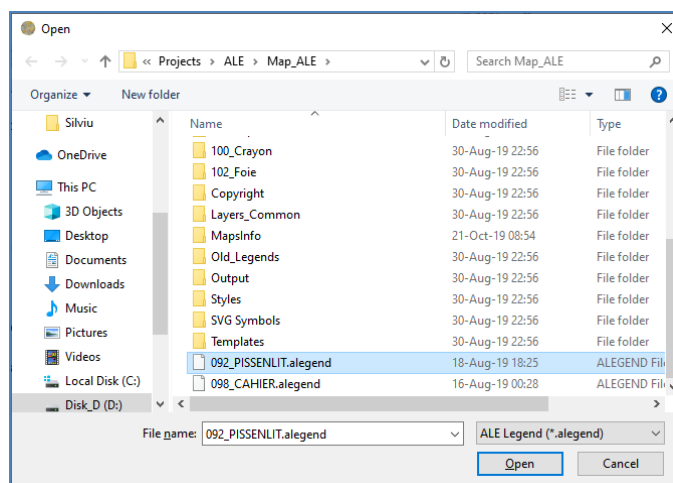 Open
« Projects > ALE > Map_ALE >
Search Map_ALE
Organize
New folder
Silviu
OneDrive
This PC
3D Objects
Desktop
Documents
Downloads
Music
Pictures
Videos
Local Disk (C:)
Disk_D (D:)
Name Date modified Type
100_Crayon 30-Aug-19 22:56 File folder
102_Foie 30-Aug-19 22:56 File folder
Copyright 30-Aug-19 22:56 File folder
Layers_Common 30-Aug-19 22:56 File folder
MapsInfo 21-Oct-19 08:54 File folder
Old_Legends 30-Aug-19 22:56 File folder
Output 30-Aug-19 22:56 File folder
Styles 30-Aug-19 22:56 File folder
SVG Symbols 30-Aug-19 22:56 File folder
Templates 30-Aug-19 22:56 File folder
092_PISSENLIT.alegend 18-Aug-19 18:25 ALEGEND Fil
098_CAHIER.alegend 16-Aug-19 00:28 ALEGEND Fil
File name: 092_PISSENLIT.alegend
ALE Legend (*.alegend)
Open
Cancel